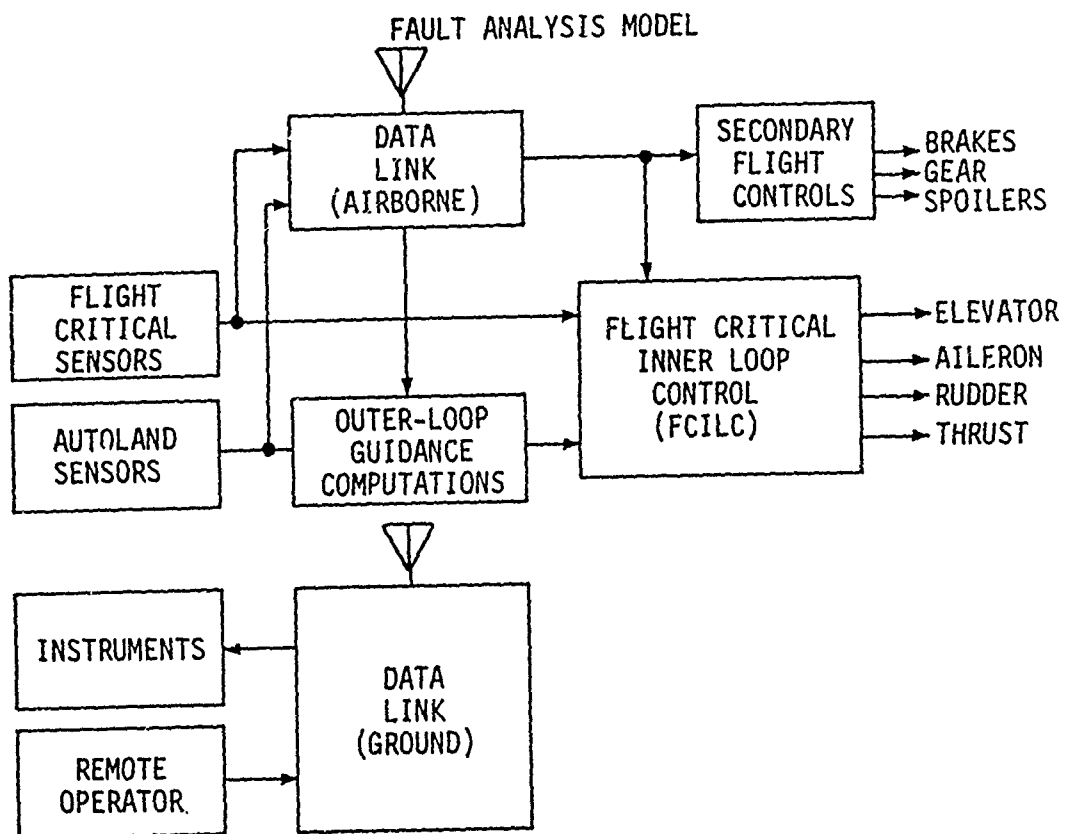 FAULT ANALYSIS MODEL
DATA
LINK
(AIRBORNE)
SECONDARY
FLIGHT
CONTROLS
BRAKES
GEAR
SPOILERS
FLIGHT
CRITICAL
SENSORS
FLIGHT CRITICAL
INNER LOOP
CONTROL
(FCILC)
ELEVATOR
AILERON
RUDDER
THRUST
AUTOLAND
SENSORS
OUTER-LOOP
GUIDANCE
COMPUTATIONS
INSTRUMENTS
DATA
LINK
(GROUND)
REMOTE
OPERATOR